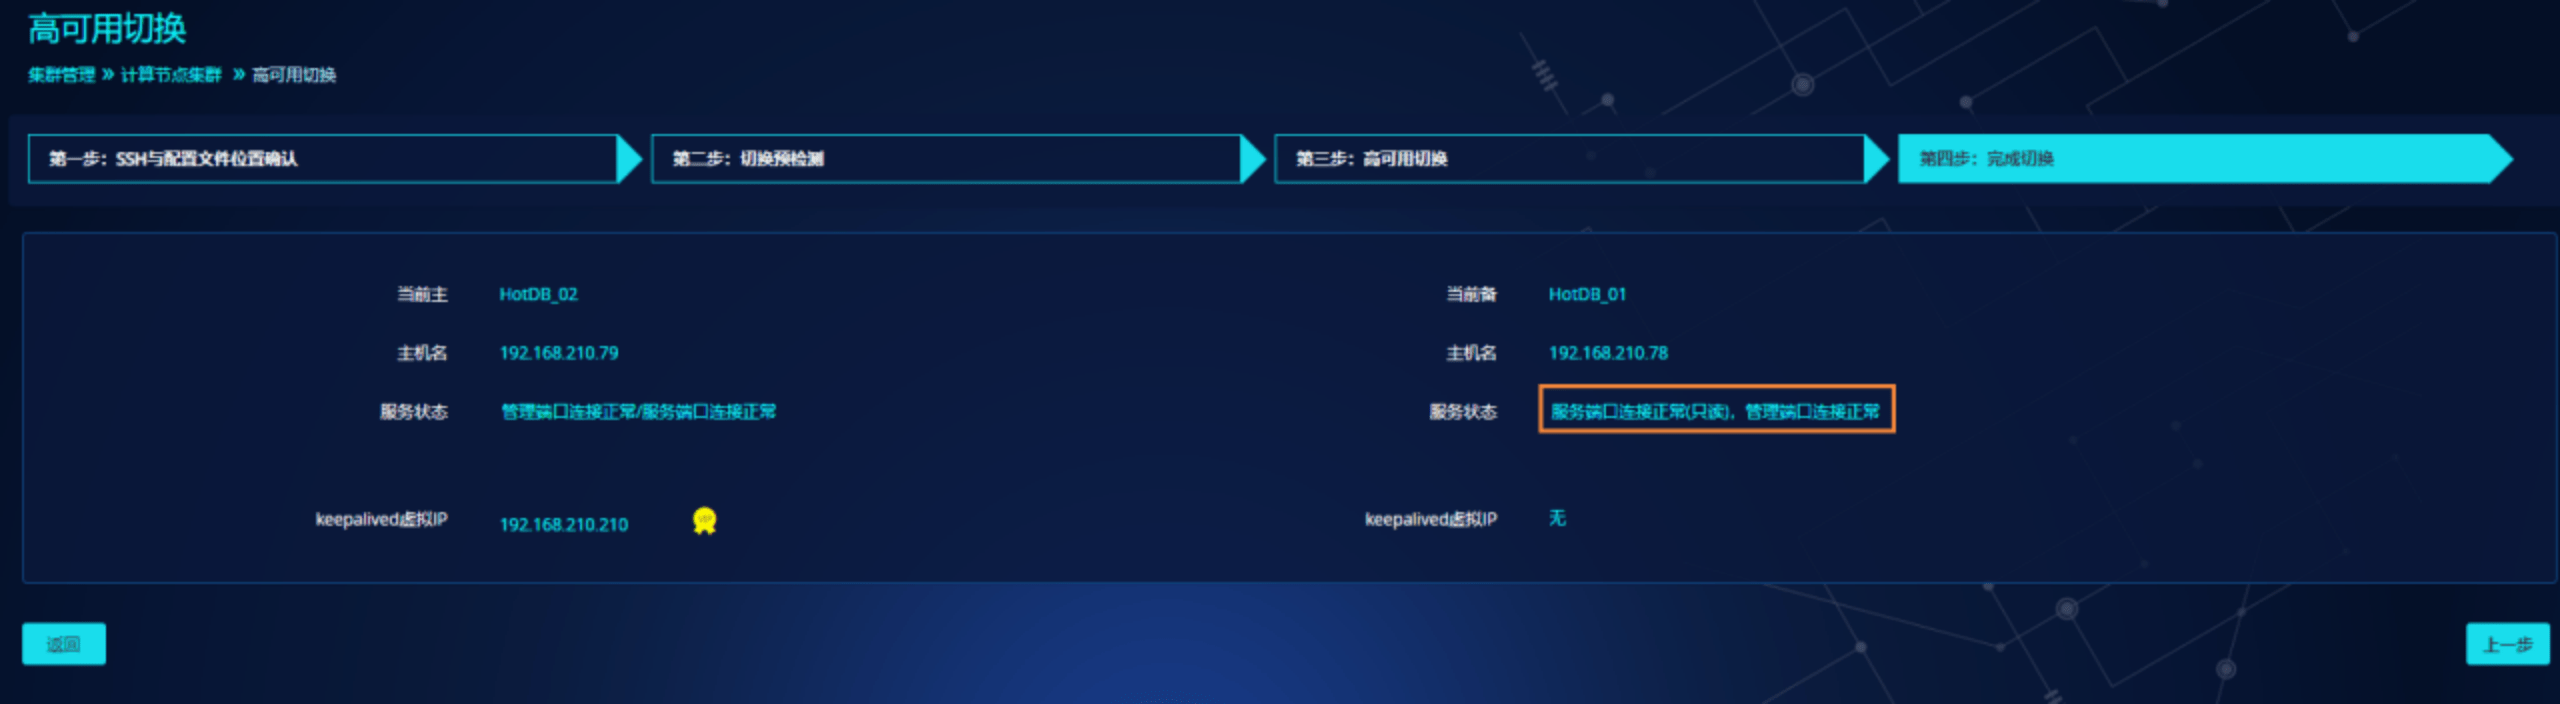 高可用切换
集群管理 » 计算节点集群 » 高可用切换
第一步：SSH与配置文件位置确认
第二步：切换预检测
第三步：高可用切换
第四步：完成切换
当前主 HotDB_02
当前备 HotDB_01
主机名 192.168.210.79
主机名 192.168.210.78
服务状态 管理端口连接正常/服务端口连接正常
服务状态 服务端口连接正常(只读)，管理端口连接正常
keepalived虚拟IP 192.168.210.210 VIP
keepalived虚拟IP 无
返回
上一步